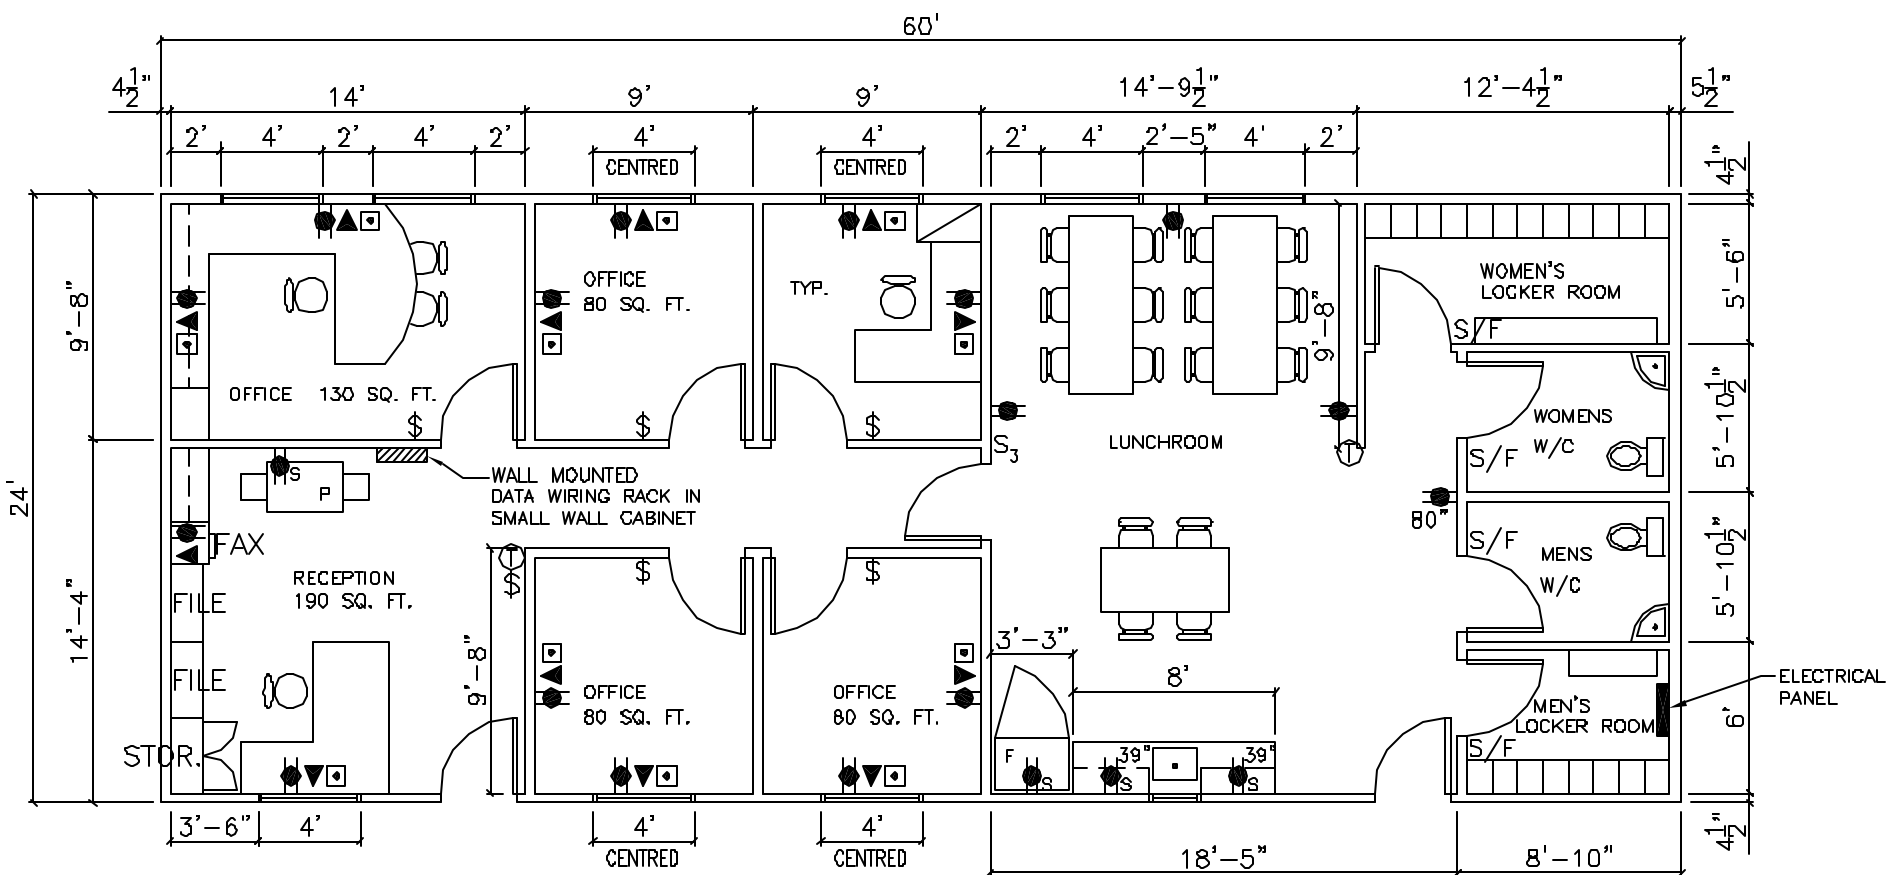 60'
4 1/2" 14' 9' 9' 14'-9 1/2" 12'-4 1/2" 5 1/2"
2' 4' 2' 4' 2' 4' 4' 2' 4' 2'-5" 4' 2'
CENTRED CENTRED
4 1/2"
24'
9'-8"
14'-4"
OFFICE 130 SQ. FT.
$
OFFICE
80 SQ. FT.
$
TYP.
$
9'-8"
S3
LUNCHROOM
T
WOMEN'S
LOCKER ROOM
S/F
5'-6"
WOMENS
W/C
S/F
5'-10 1/2"
80"
S/F
MENS
W/C
5'-10 1/2"
S
P
WALL MOUNTED
DATA WIRING RACK IN
SMALL WALL CABINET
FAX
T
$
RECEPTION
190 SQ. FT.
FILE
FILE
STOR.
9'-8"
$
OFFICE
80 SQ. FT.
$
OFFICE
80 SQ. FT.
3'-3"
8'
F
S
39"
S
39"
S
MEN'S
LOCKER ROOM
S/F
6'
ELECTRICAL
PANEL
4 1/2"
3'-6" 4' 4' 4'
CENTRED CENTRED
18'-5" 8'-10"